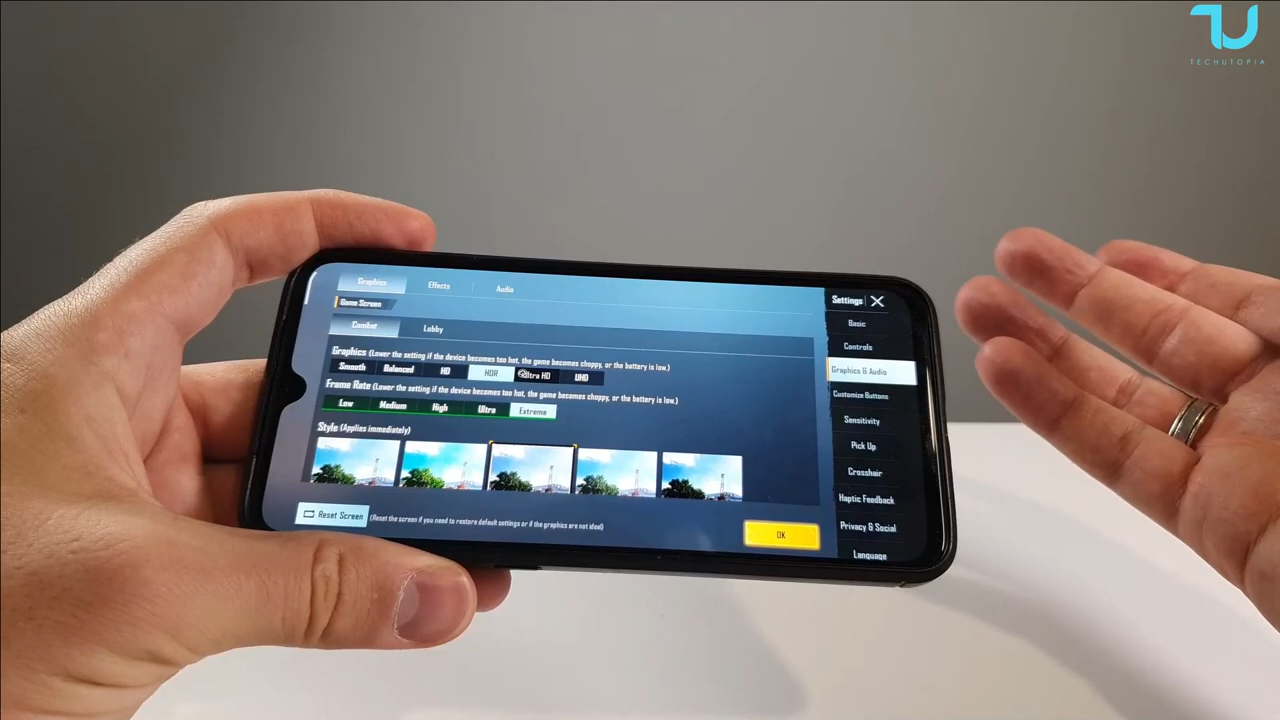 TU
TECHUTOPIA
Graphics Effects Audio
Game Screen
Combat Lobby
Graphics (Lower the setting if the device becomes too hot, the game becomes choppy, or the battery is low.)
Smooth Balanced HD HDR Ultra HD UHD
Frame Rate (Lower the setting if the device becomes too hot, the game becomes choppy, or the battery is low.)
Low Medium High Ultra Extreme
Style (Applies immediately)
Reset Screen (Reset the screen if you need to restore default settings or if the graphics are not ideal)
OK
Settings
Basic
Controls
Graphics & Audio
Customize Buttons
Sensitivity
Pick Up
Crosshair
Haptic Feedback
Privacy & Social
Language